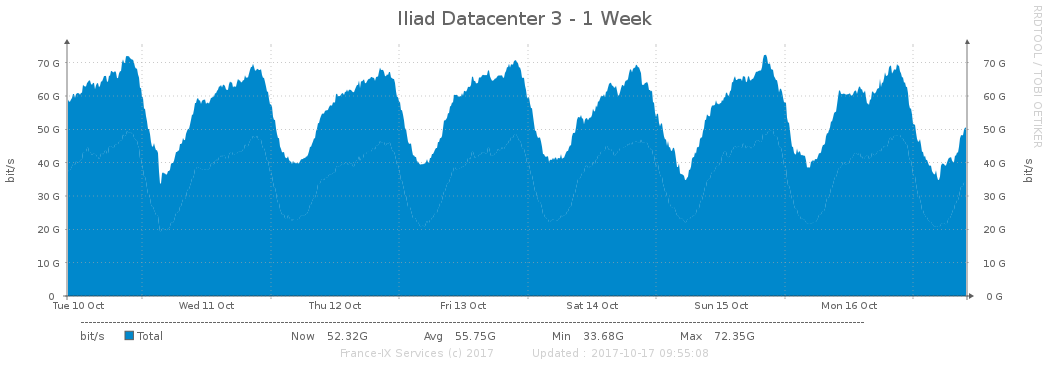 Iliad Datacenter 3 - 1 Week
RRDTOOL / TOBI OETIKER
bit/s
70 G 70 G
60 G 60 G
50 G 50 G
40 G 40 G
30 G 30 G
20 G 20 G
10 G 10 G
0 0 G
bit/s
Tue 10 Oct Wed 11 Oct Thu 12 Oct Fri 13 Oct Sat 14 Oct Sun 15 Oct Mon 16 Oct
bit/s Total Now 52.32G Avg 55.75G Min 33.68G Max 72.35G
France-IX Services (c) 2017 Updated : 2017-10-17 09:55:08